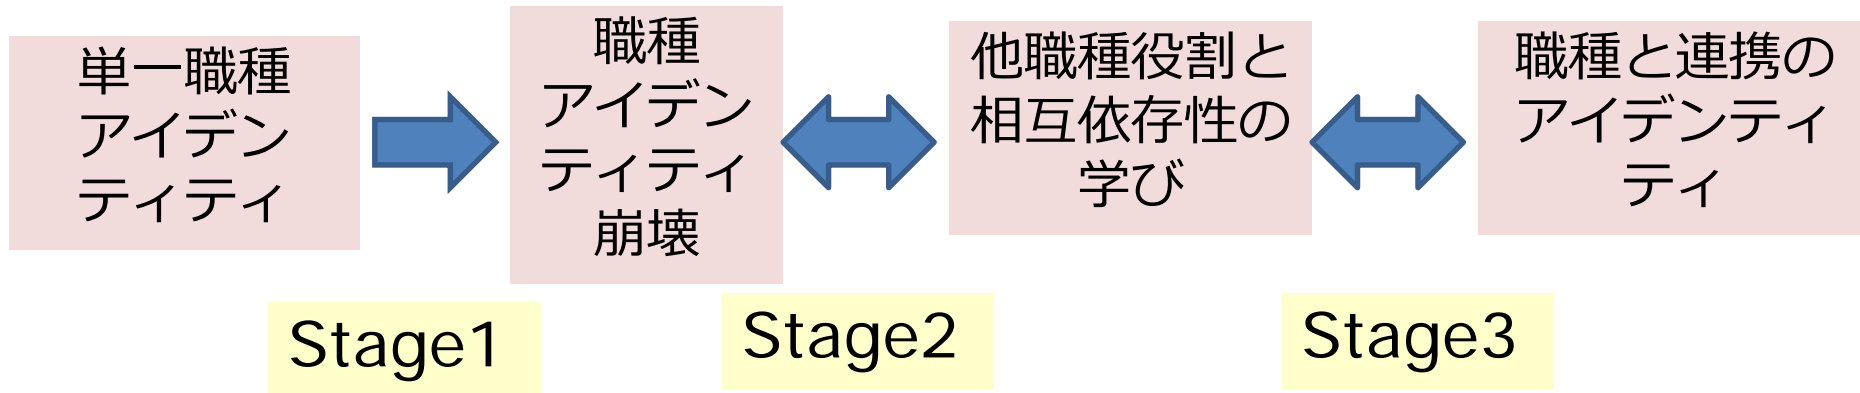 単一職種
アイデン
ティティ
職種
アイデン
ティティ
崩壊
他職種役割と
相互依存性の
学び
職種と連携の
アイデンティ
ティ
Stage1
Stage2
Stage3